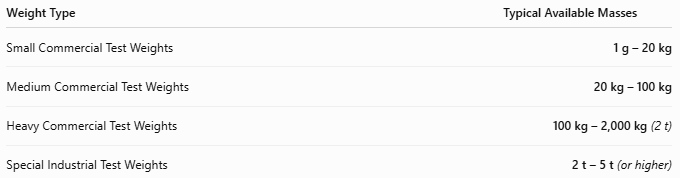 Weight Type Typical Available Masses
Small Commercial Test Weights 1 g – 20 kg
Medium Commercial Test Weights 20 kg – 100 kg
Heavy Commercial Test Weights 100 kg – 2,000 kg (2 t)
Special Industrial Test Weights 2 t – 5 t (or higher)